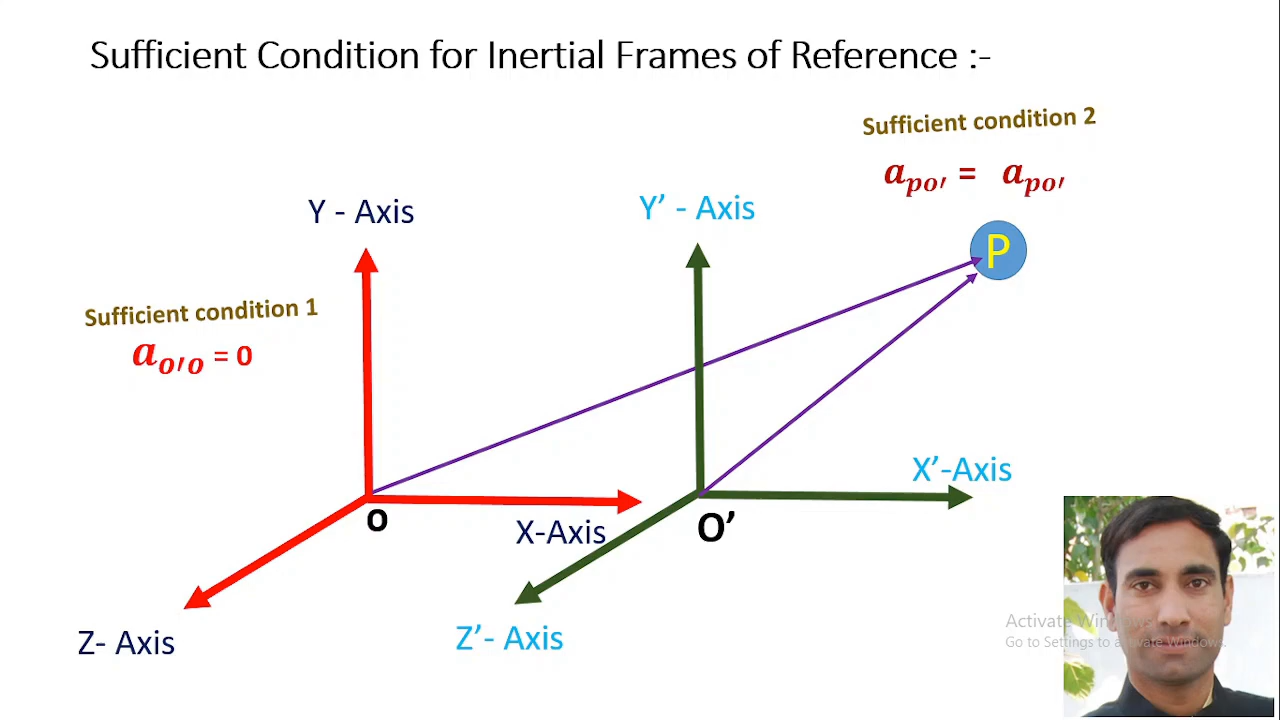 Sufficient Condition for Inertial Frames of Reference :-
Sufficient condition 2
a_po′ = a_po′
Y - Axis
Y’ - Axis
P
Sufficient condition 1
a_o′o = 0
X’-Axis
O
O’
X-Axis
Z- Axis
Z’- Axis
Activate Windows
Go to Settings to activate Windows.